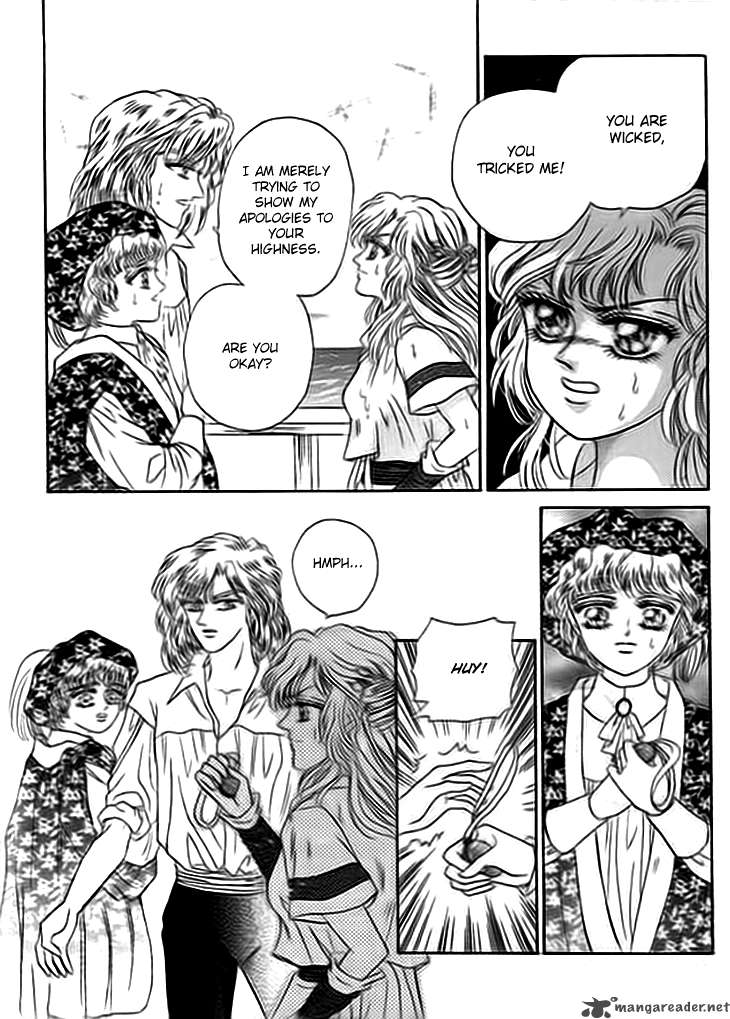 I AM MERELY
TRYING TO
SHOW MY
APOLOGIES TO
YOUR
HIGHNESS.
ARE YOU
OKAY?
YOU ARE
WICKED,
YOU
TRICKED ME!
HMPH...
HUY!
mangareader.net